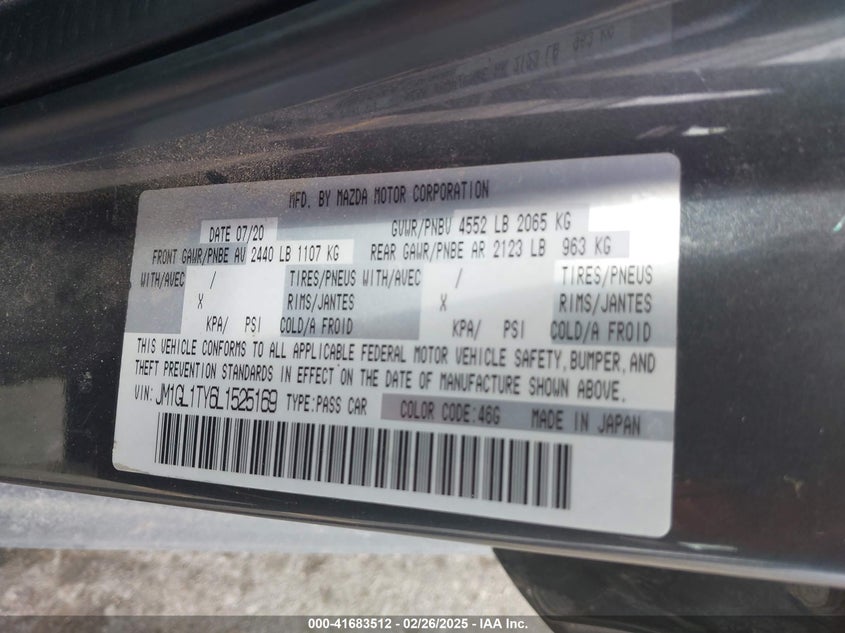 MFD. BY MAZDA MOTOR CORPORATION
DATE 07/20 GVWR/PNBV 4552 LB 2065 KG
FRONT GAWR/PNBE AV 2440 LB 1107 KG REAR GAWR/PNBE AR 2123 LB 963 KG
WITH/AVEC / TIRES/PNEUS WITH/AVEC / TIRES/PNEUS
X RIMS/JANTES X RIMS/JANTES
KPA/ PSI COLD/A FROID KPA/ PSI COLD/A FROID
THIS VEHICLE CONFORMS TO ALL APPLICABLE FEDERAL MOTOR VEHICLE SAFETY, BUMPER, AND
THEFT PREVENTION STANDARDS IN EFFECT ON THE DATE OF MANUFACTURE SHOWN ABOVE.
VIN: JM1GL1TY6L1525169 TYPE:PASS CAR COLOR CODE:46G MADE IN JAPAN
000-41683512 - 02/26/2025 - IAA Inc.